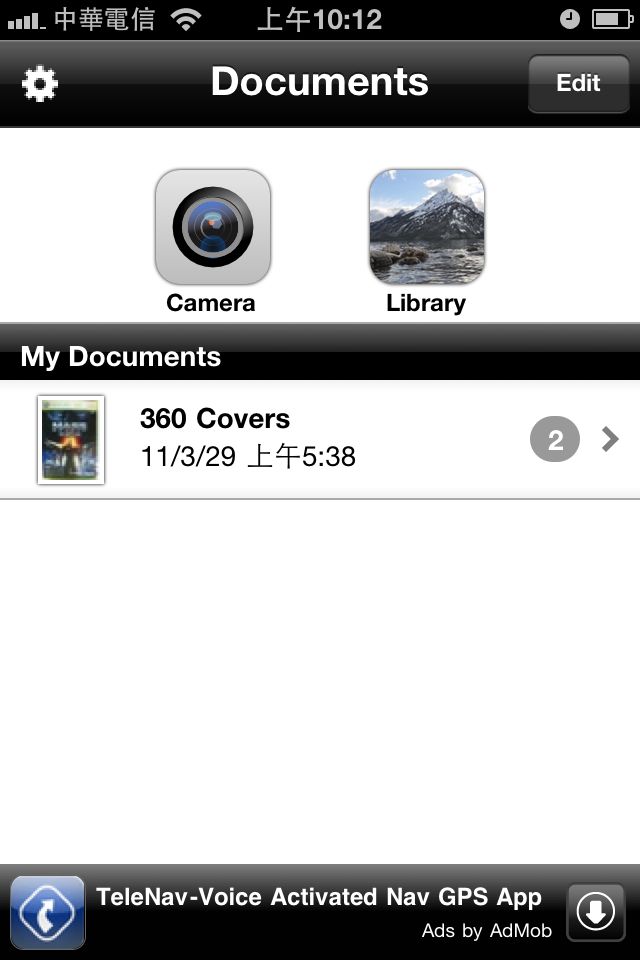 中華電信 上午10:12
Documents Edit
Camera Library
My Documents
360 Covers
11/3/29 上午5:38
2
TeleNav-Voice Activated Nav GPS App
Ads by AdMob